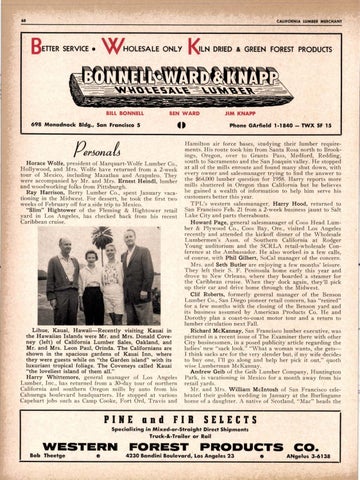 68
CALIFORNIA LUMBER MERCHANT
BETTER SERVICE • WHOLESALE ONLY KILN DRIED & GREEN FOREST PRODUCTS
BONNELL•WARD & KNAPP
WHOLESALE LUMBER
BILL BONNELL BEN WARD JIM KNAPP
698 Monadnock Bldg., San Francisco 5 Phone GArfield 1-1840 — TWX SF 15
Personals
Horace Wolfe, president of Marquart-Wolfe Lumber Co.,
Hollywood, and Mrs. Wolfe have returned from a 2-week
tour of Mexico, including Mazatlan and Acapulco. They
were accompanied by Mr. and Mrs. Ernest Heindl, lumber
and woodworking folks from Pittsburgh.
Ray Harrison, Berry Lumber Co., spent January vaca-
tioning in the Midwest. For dessert, he took the first two
weeks of February for a side trip to Mexico.
"Slim" Spawver of the Fleming & Hightower retail
yard in Los Angeles, has checked back from his recent
Caribbean cruise.
Lihue, Kauai, Hawaii—Recently visiting Kauai in
the Hawaiian Islands were Mr. and Mrs. Donald Cove-
ney (left) of California Lumber Sales, Oakland, and
Mr. and Mrs. Leon Paul, Orinda. The Californians are
shown in the spacious gardens of Kauai Inn, where
they were guests while on "the Garden island" with its
luxuriant tropical foliage. The Coveneys called Kauai
"the loveliest island of them all."
Harry Whittemore, general manager of Los Angeles
Lumber, Inc., has returned from a 30-day tour of northern
California and southern Oregon mills by auto from his
Cahuenga boulevard headquarters. He stopped at various
Capehart jobs such as Camp Cooke, Fort Ord, Travis and
Hamilton air force bases, studying their lumber require-
ments. His route took him from Santa Rosa north to Brook-
ings, Oregon, over to Grants Pass, Medford, Redding,
south to Sacramento and the San Joaquin valley. He stopped
at all of the mills enroute and found many shut down, with
every owner and salesmanager trying to find the answer to
the $64,000 lumber question for 1958. Harry reports more
mills shuttered in Oregon than California but he believes
he gained a wealth of information to help him serve his
customers better this year.
TPL's western salesmanager, Harry Hood, returned to
San Francisco Feb. 21 from a 2-week business jaunt to Salt
Lake City and parts thereabouts.
Howard Page, general salesmanager of Coos Head Lum-
ber & Plywood Co., Coos Bay, Ore., visited Los Angeles
recently and attended the kickoff dinner of the Wholesale
Lumbermen's Assn. of Southern California at Rodger
Young auditorium and the SCRLA retail-wholesale Con-
ference at the Ambassador. He also worked in a few calls,
of course, with Phil Gilbert, SoCal manager of the concern.
Mrs. and Seth Butler are enjoying a few months' leisure.
They left their S. F. Peninsula home early this year and
drove to New Orleans, where they boarded a steamer for
the Caribbean cruise. When they dock again, they'll pick
up their car and drive home through the Midwest.
Clif Roberts, formerly general manager of the Benson
Lumber Co., San Diego pioneer retail concern, has "retired"
for a few months with the closing of the Benson yard and
its business assumed by American Products Co. He and
Dorothy plan a coast-to-coast motor tour and a return to
lumber circulation next Fall.
Richard McKannay, San Francisco lumber executive, was
pictured in a recent issue of The Examiner there with other
City businessmen, in a posed publicity article regarding the
ladies' new "sack look." "What a woman wants, she gets—
I think sacks are for the very slender but, if my wife decides
to buy one, I'll go along and help her pick it out," quoth
wise Lumberman McKannay.
Andrew Gelb of the Gelb Lumber Company, Huntington
Park, is vacationing in Mexico for a month away from his
retail yards.
Mr. and Mrs. William McIntosh of San Francisco cele-
brated their golden wedding in January at the Burlingame
home of a daughter. A native of Scotland, "Mac" heads the
PINE and FIR SELECTS
Specializing in Mixed-or-Straight Direct Shipments
Truck-&-Trailer or Rail
WESTERN FOREST PRODUCTS CO.
Bob Theetge • 4230 Bandini Boulevard, Los Angeles 23 • ANgelus 3-6138